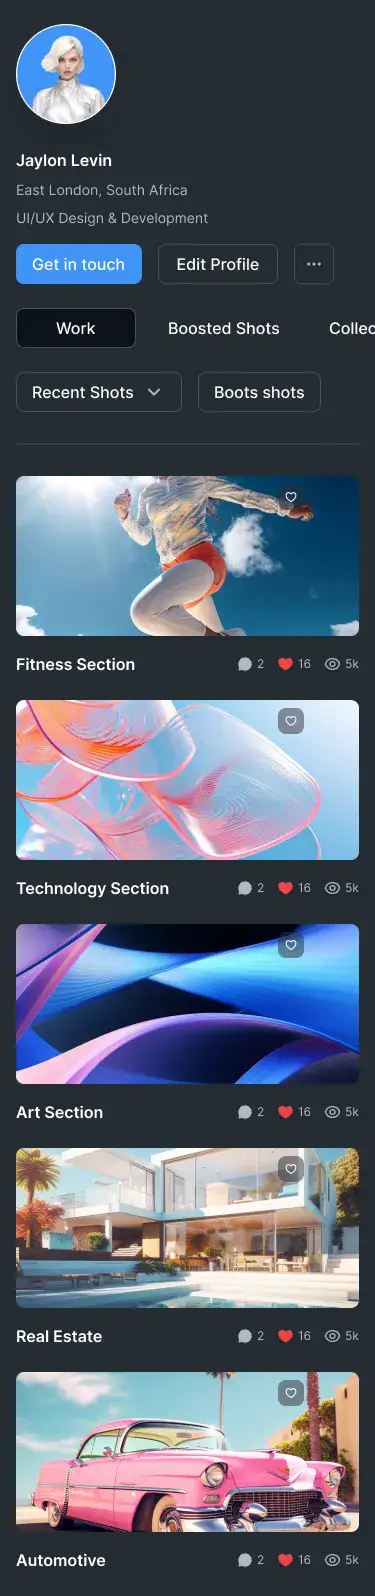 Jaylon Levin
East London, South Africa
UI/UX Design & Development
Get in touch Edit Profile ...
Work Boosted Shots Collec
Recent Shots Boots shots
Fitness Section 2 16 5k
Technology Section 2 16 5k
Art Section 2 16 5k
Real Estate 2 16 5k
Automotive 2 16 5k